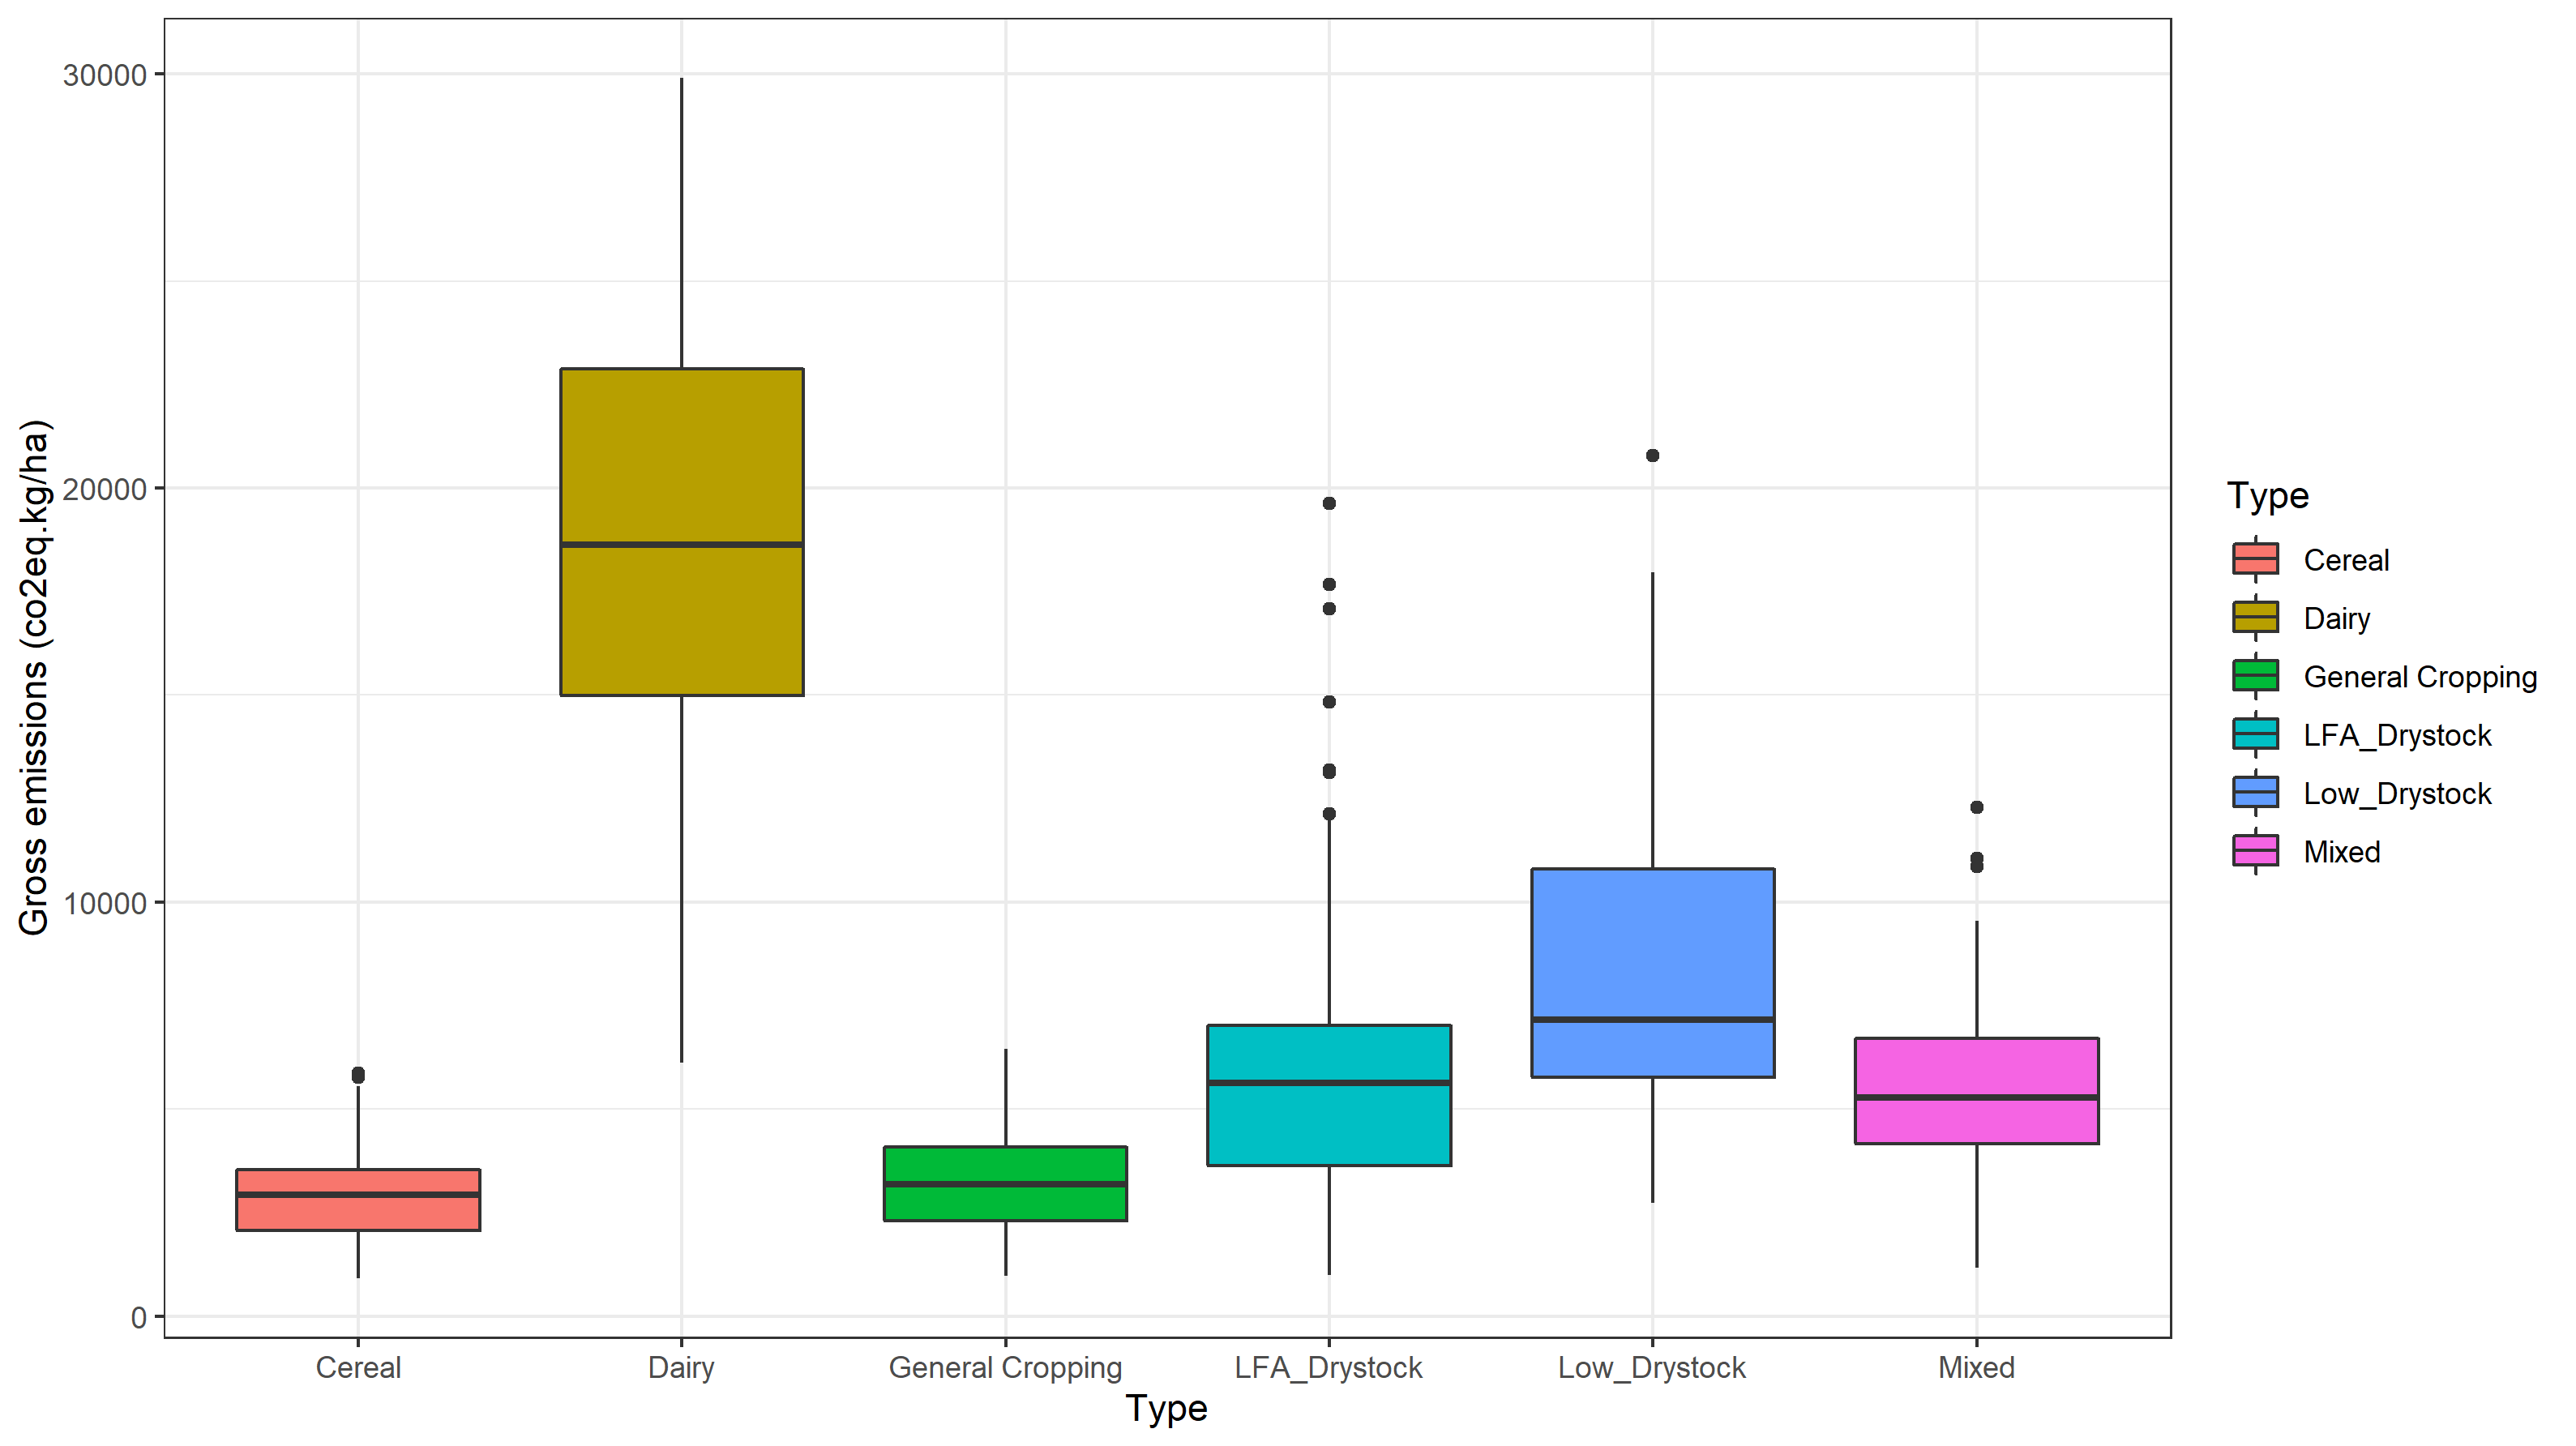 Gross emissions (co2eq.kg/ha)
30000
20000
10000
0
Cereal
Dairy
General Cropping
LFA_Drystock
Low_Drystock
Mixed
Type
Type
Cereal
Dairy
General Cropping
LFA_Drystock
Low_Drystock
Mixed